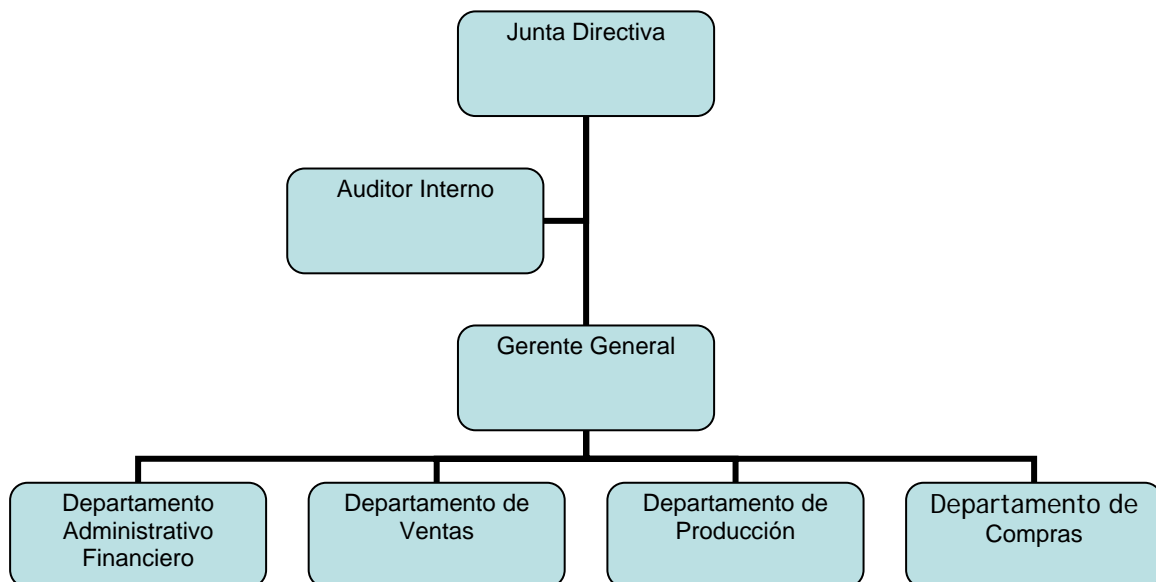 Junta Directiva
Auditor Interno
Gerente General
Departamento
Administrativo
Financiero
Departamento de
Ventas
Departamento de
Producción
Departamento de
Compras